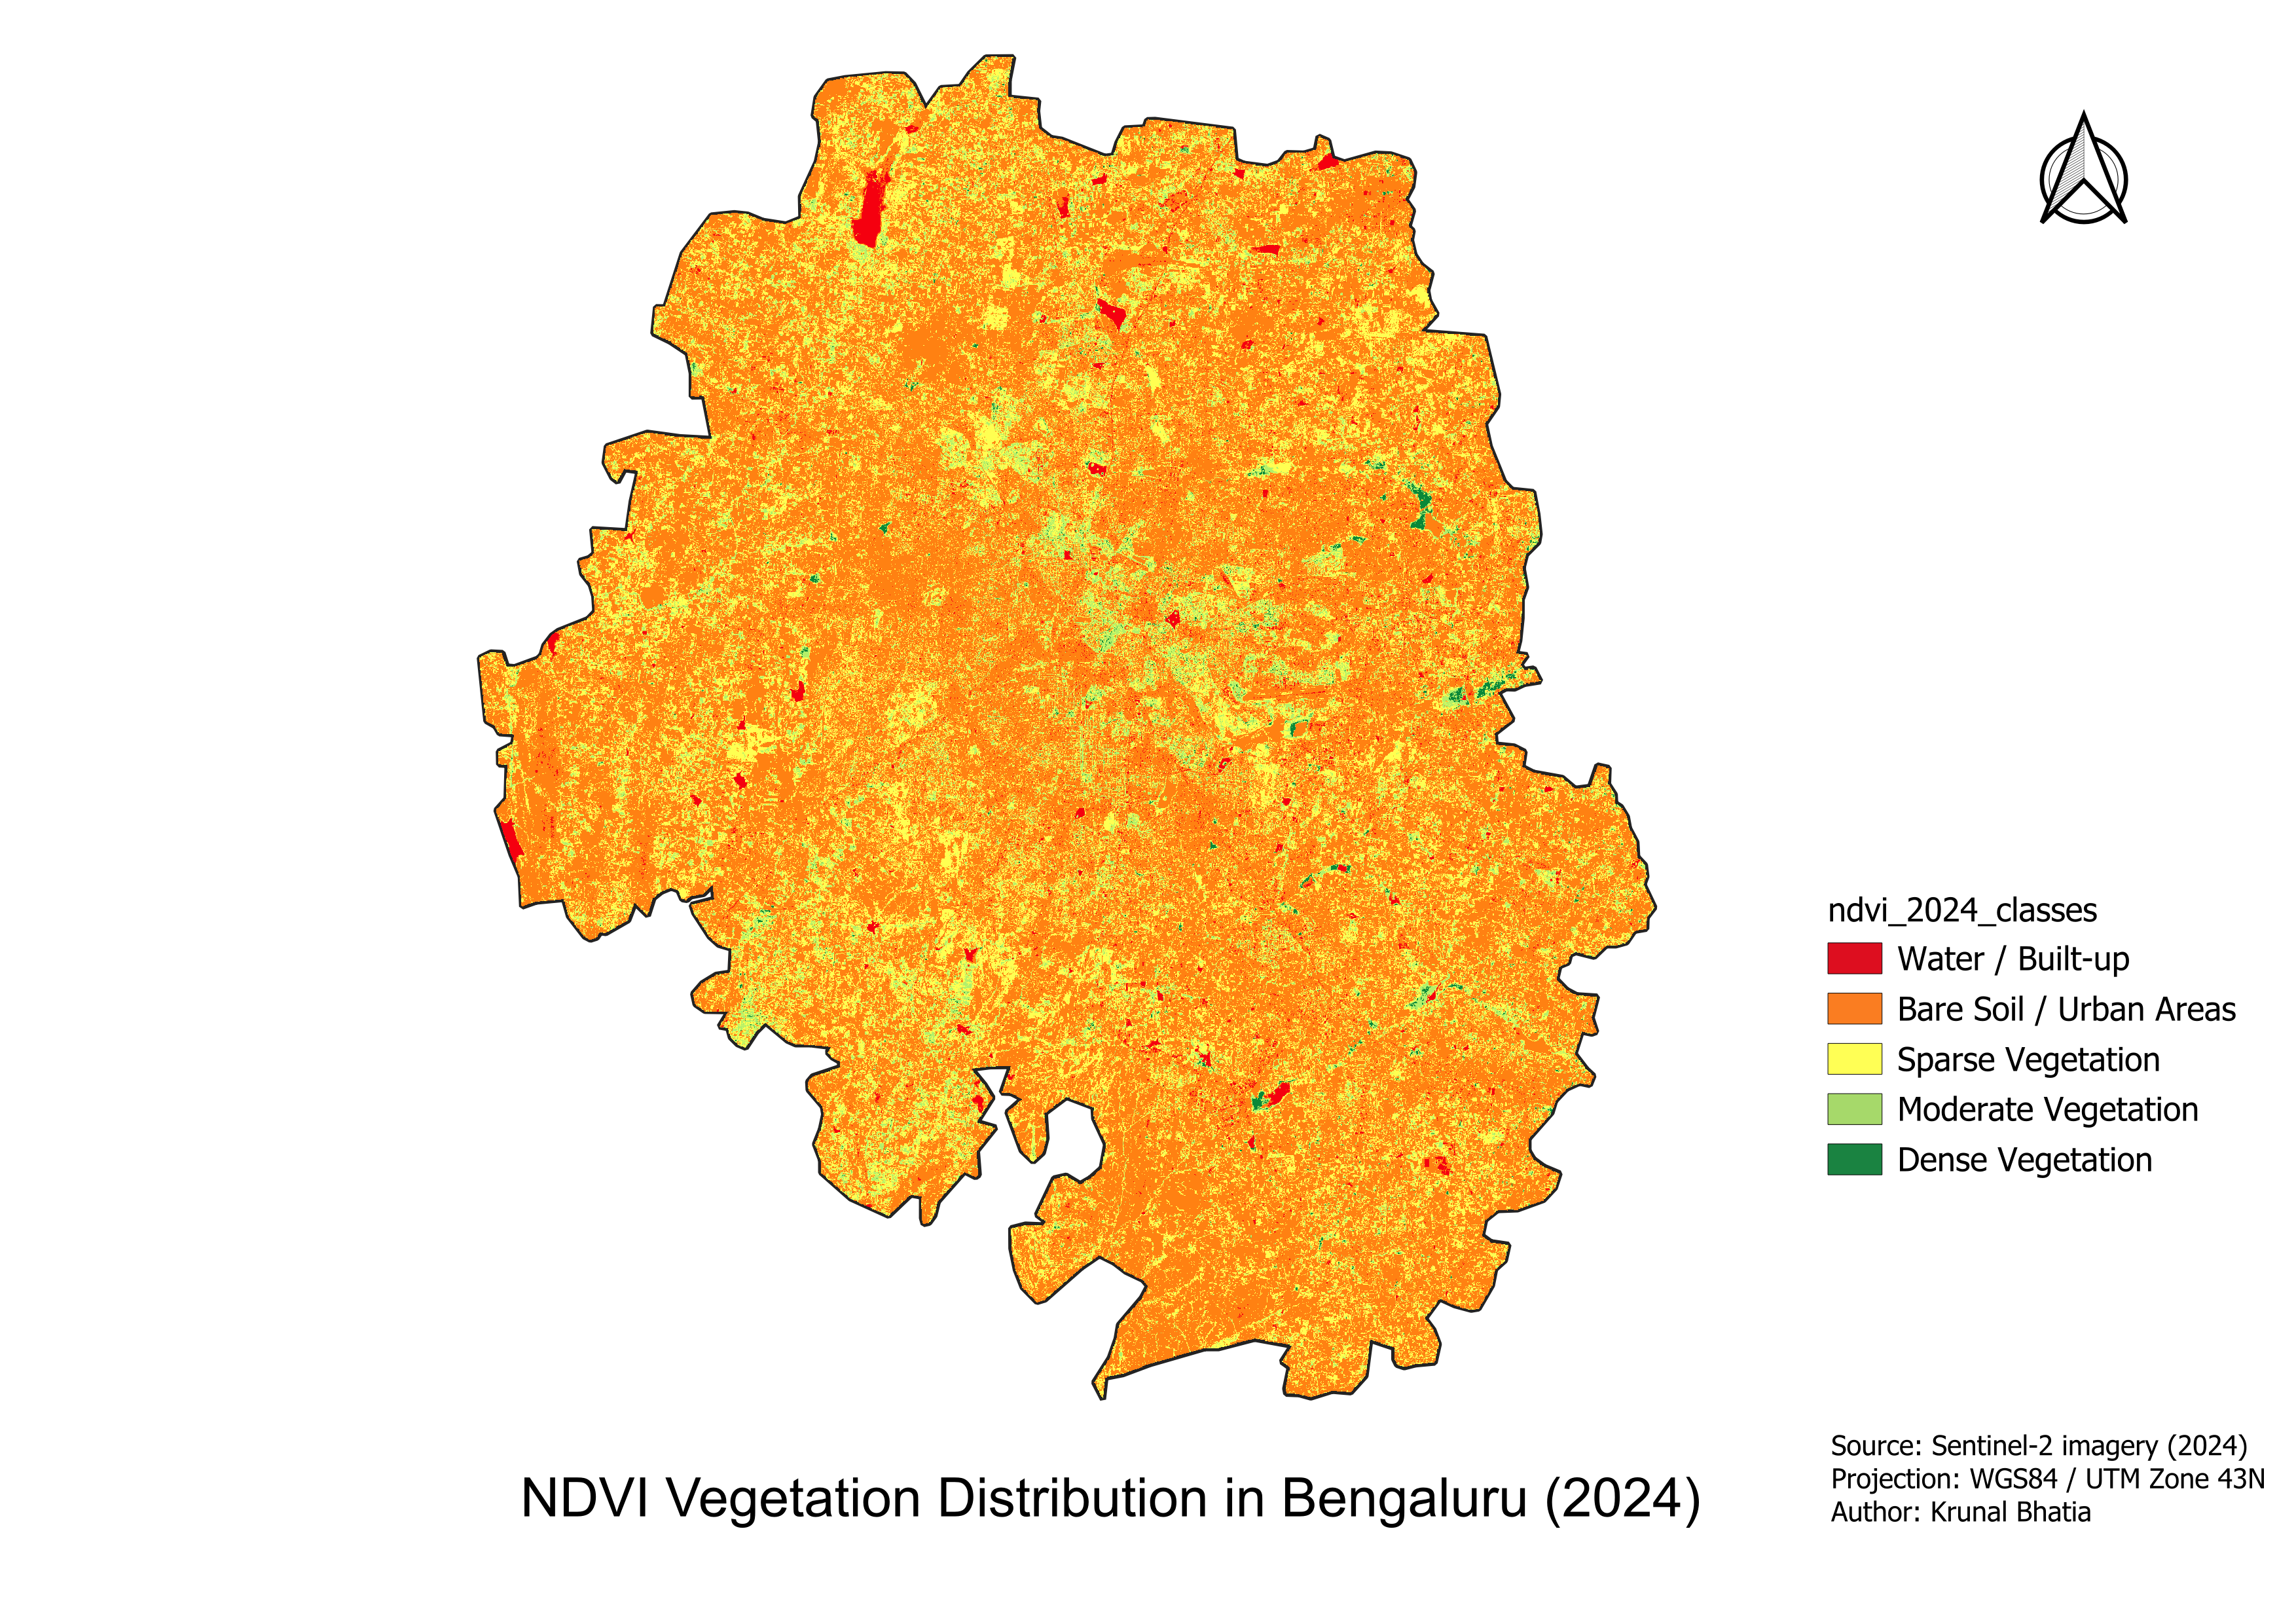 ndvi_2024_classes
Water / Built-up
Bare Soil / Urban Areas
Sparse Vegetation
Moderate Vegetation
Dense Vegetation
Source: Sentinel-2 imagery (2024)
Projection: WGS84 / UTM Zone 43N
Author: Krunal Bhatia
NDVI Vegetation Distribution in Bengaluru (2024)